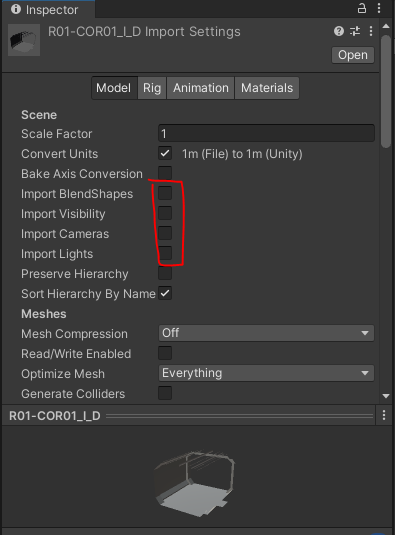 Inspector
R01-COR01_I_D Import Settings
Open
Model Rig Animation Materials
Scene
Scale Factor 1
Convert Units 1m (File) to 1m (Unity)
Bake Axis Conversion
Import BlendShapes
Import Visibility
Import Cameras
Import Lights
Preserve Hierarchy
Sort Hierarchy By Name
Meshes
Mesh Compression Off
Read/Write Enabled
Optimize Mesh Everything
Generate Colliders
R01-COR01_I_D